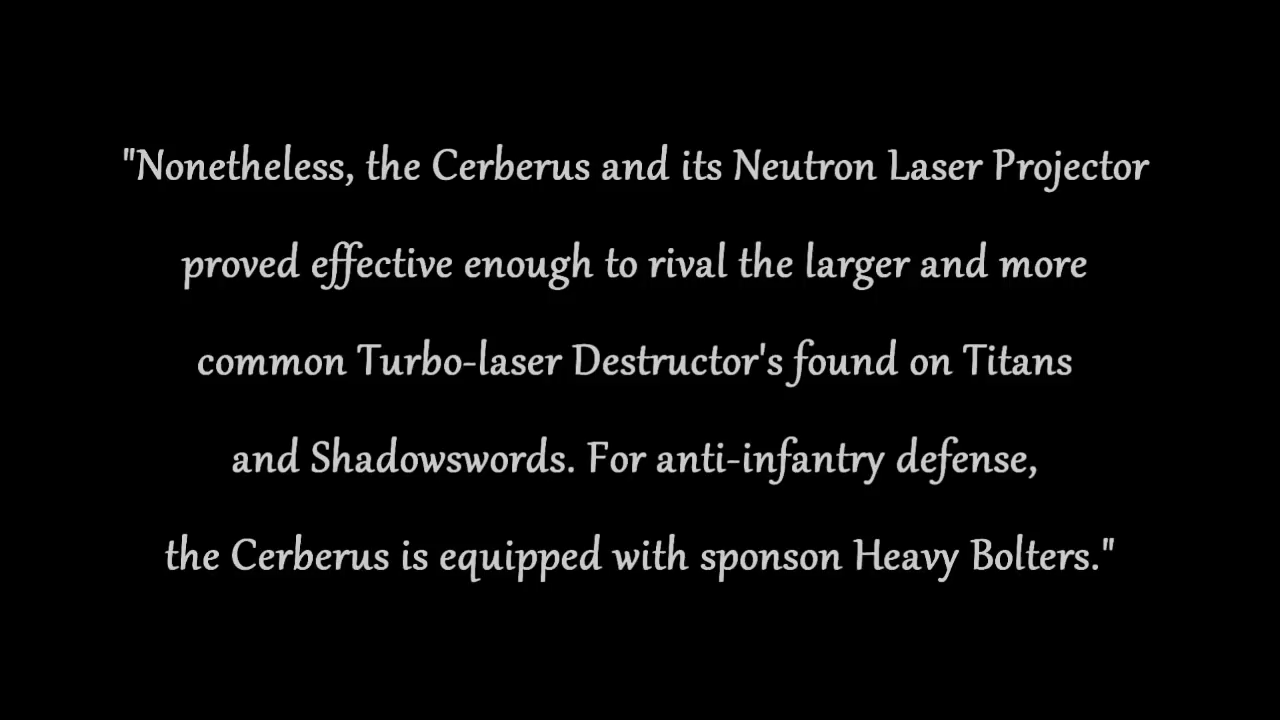 "Nonetheless, the Cerberus and its Neutron Laser Projector
proved effective enough to rival the larger and more
common Turbo-laser Destructor's found on Titans
and Shadowswords. For anti-infantry defense,
the Cerberus is equipped with sponson Heavy Bolters."